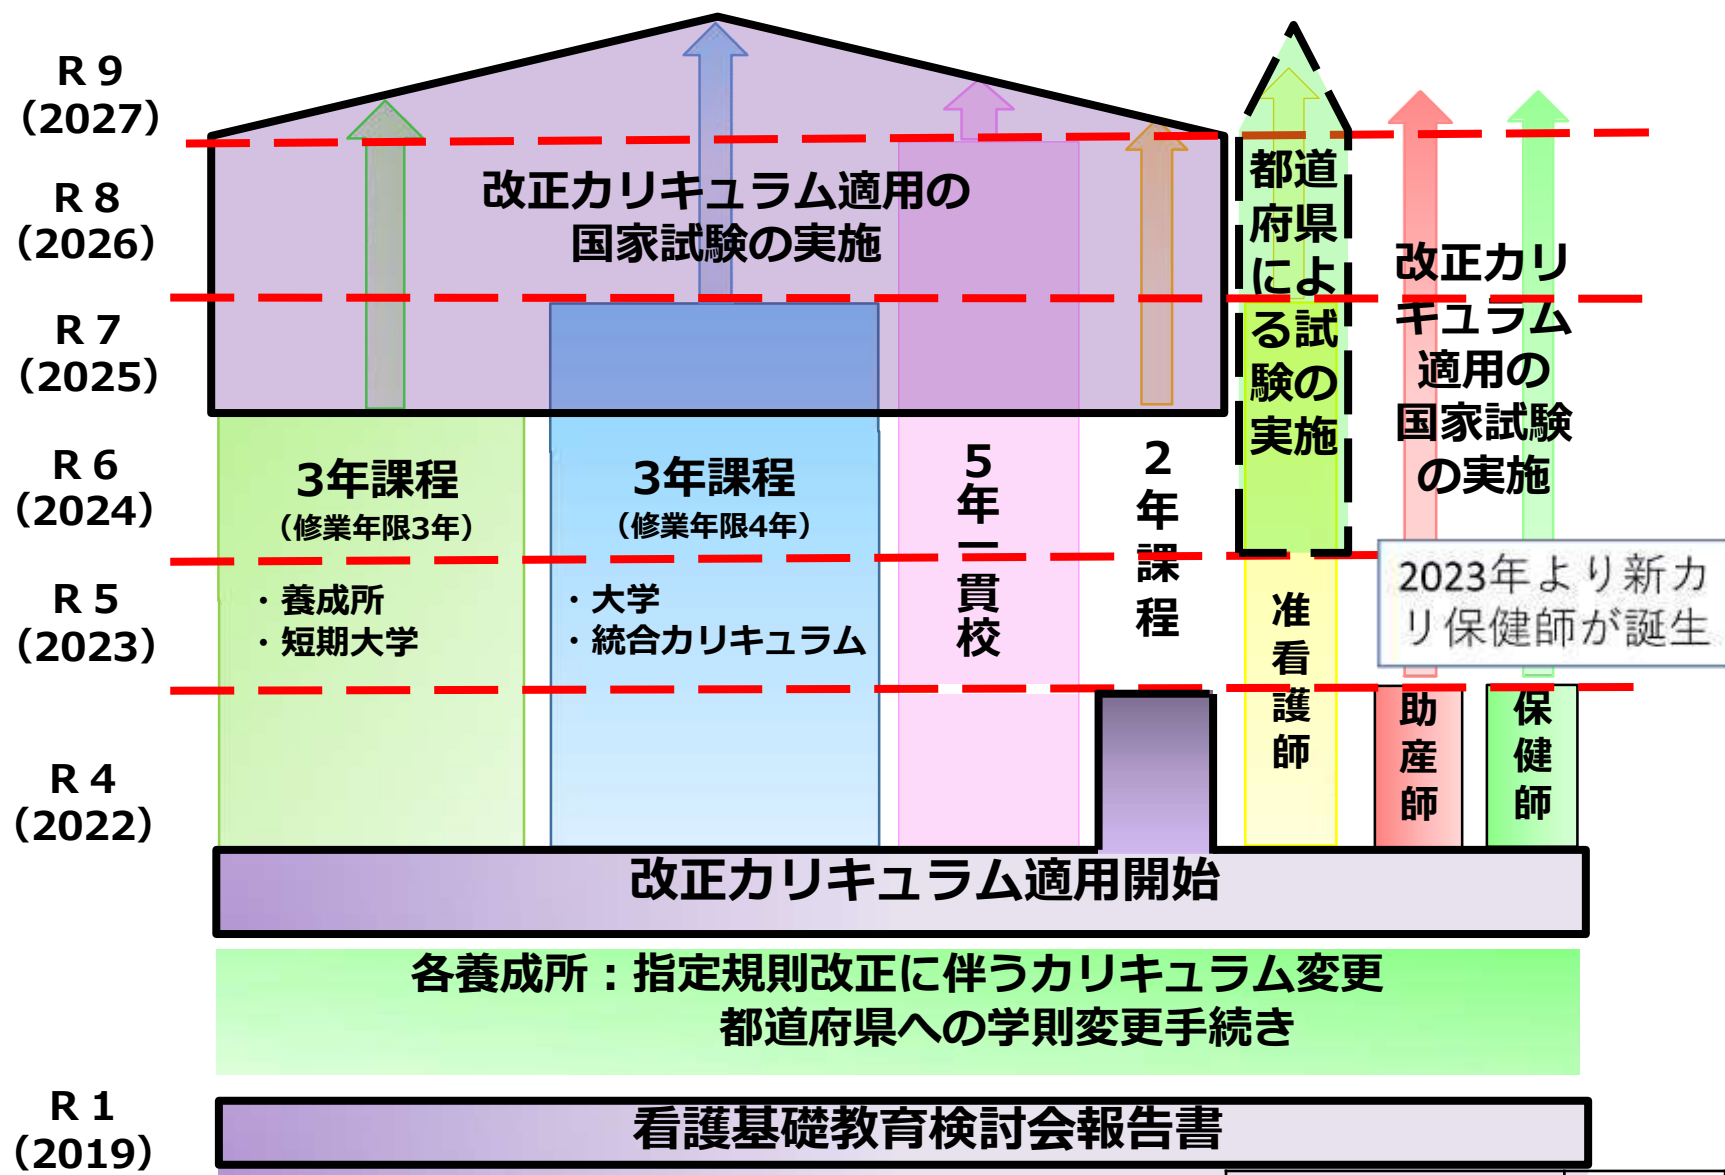 R 9
（2027）
R 8
（2026）
R 7
（2025）
R 6
（2024）
R 5
（2023）
R 4
（2022）
R 1
（2019）
改正カリキュラム適用の
国家試験の実施
3年課程
（修業年限3年）
・養成所
・短期大学
3年課程
（修業年限4年）
・大学
・統合カリキュラム
5年一貫校
2年課程
都道
府県
によ
る試
験の
実施
准看護師
改正カリ
キュラム
適用の
国家試験
の実施
2023年より新カ
リ保健師が誕生
助産師
保健師
改正カリキュラム適用開始
各養成所：指定規則改正に伴うカリキュラム変更
都道府県への学則変更手続き
看護基礎教育検討会報告書